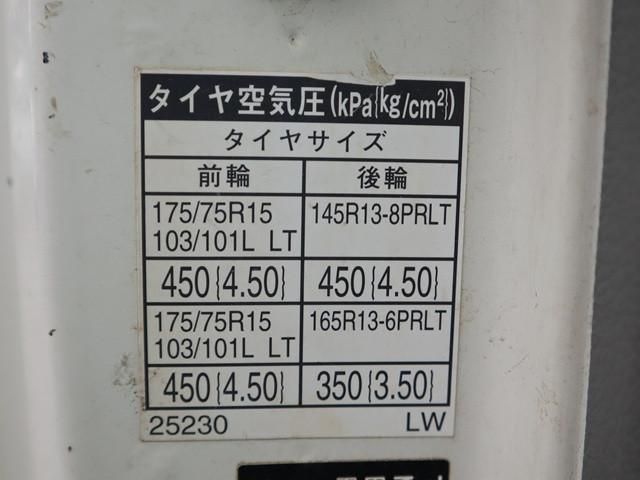 タイヤ空気圧(kPa{kg/cm²})
タイヤサイズ
前輪 後輪
175/75R15 145R13-8PRLT
103/101L LT
450{4.50} 450{4.50}
175/75R15 165R13-6PRLT
103/101L LT
450{4.50} 350{3.50}
25230 LW